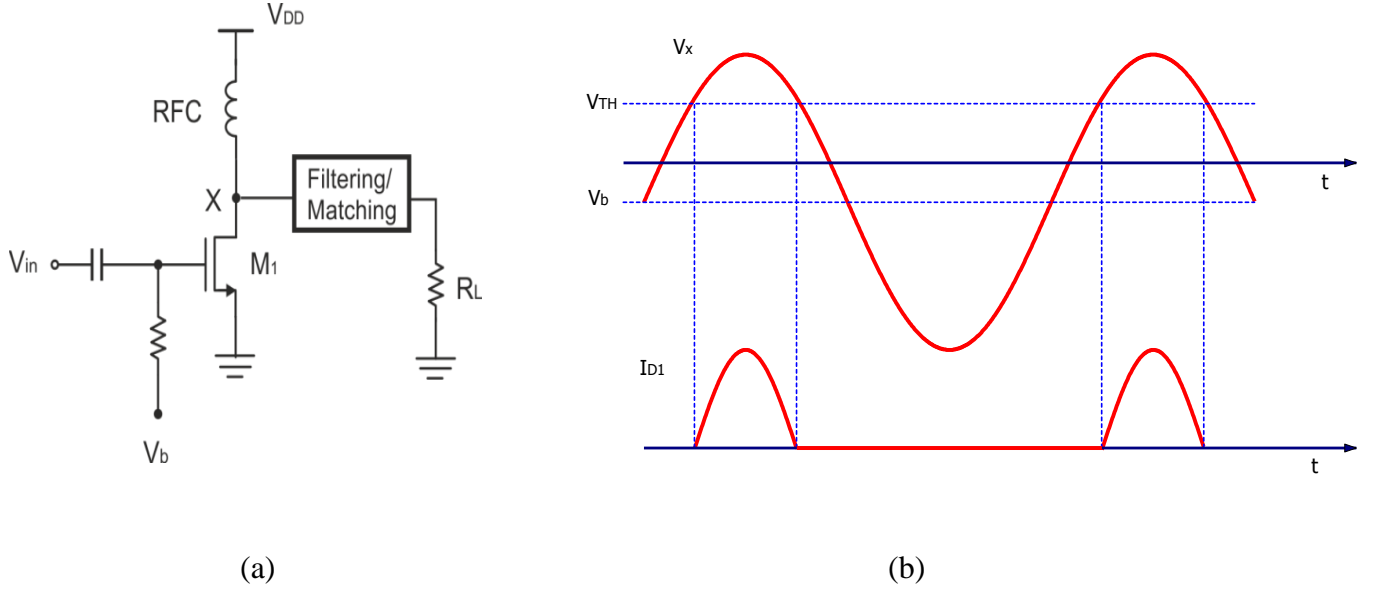 VDD
RFC
X
Filtering/
Matching
Vin
M1
RL
Vb
(a)
Vx
VTH
t
Vb
ID1
t
(b)